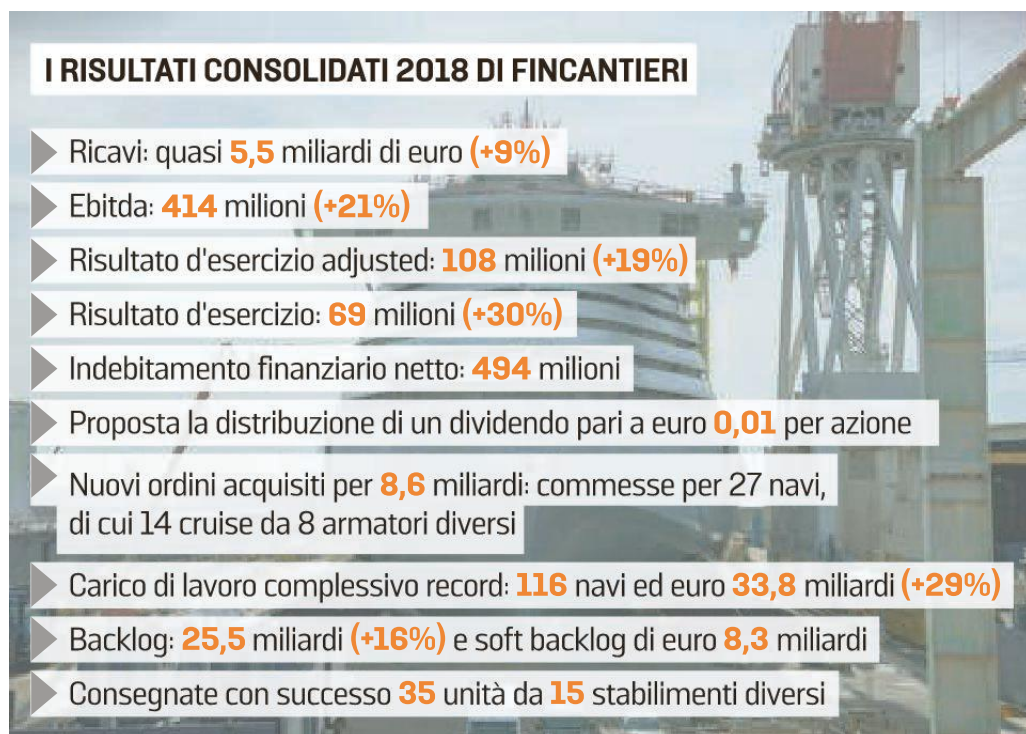 I RISULTATI CONSOLIDATI 2018 DI FINCANTIERI
Ricavi: quasi 5,5 miliardi di euro (+9%)
Ebitda: 414 milioni (+21%)
Risultato d'esercizio adjusted: 108 milioni (+19%)
Risultato d'esercizio: 69 milioni (+30%)
Indebitamento finanziario netto: 494 milioni
Proposta la distribuzione di un dividendo pari a euro 0,01 per azione
Nuovi ordini acquisiti per 8,6 miliardi: commesse per 27 navi,
di cui 14 cruise da 8 armatori diversi
Carico di lavoro complessivo record: 116 navi ed euro 33,8 miliardi (+29%)
Backlog: 25,5 miliardi (+16%) e soft backlog di euro 8,3 miliardi
Consegnate con successo 35 unità da 15 stabilimenti diversi